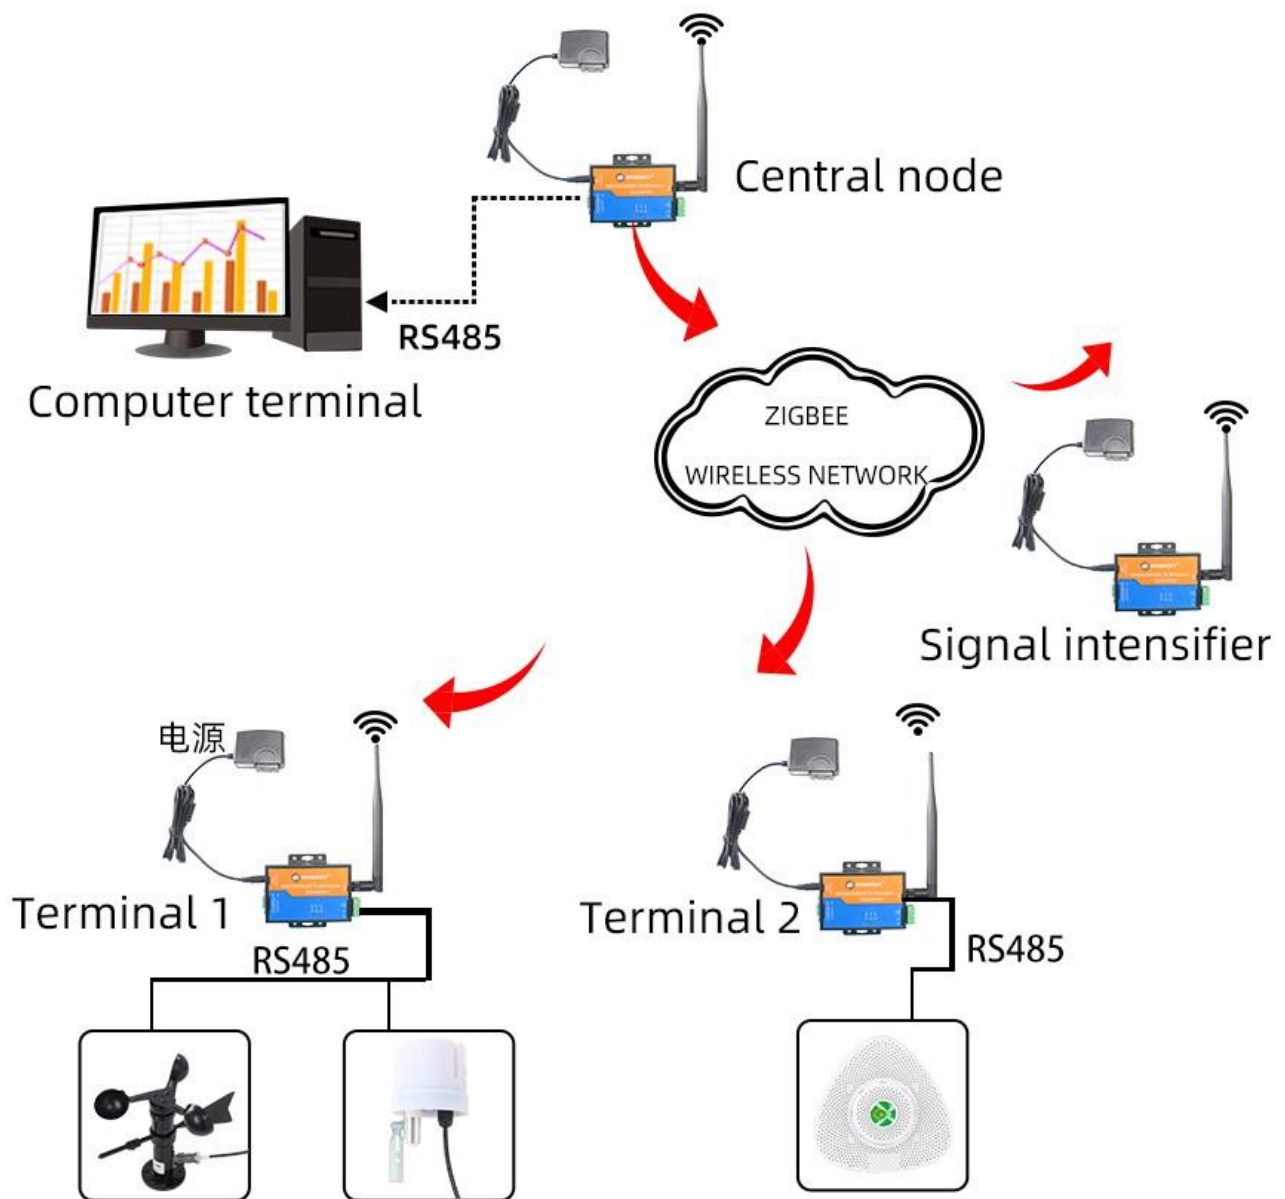 Central node
RS485
Computer terminal
ZIGBEE
WIRELESS NETWORK
Signal intensifier
电源
Terminal 1
RS485
Terminal 2
RS485